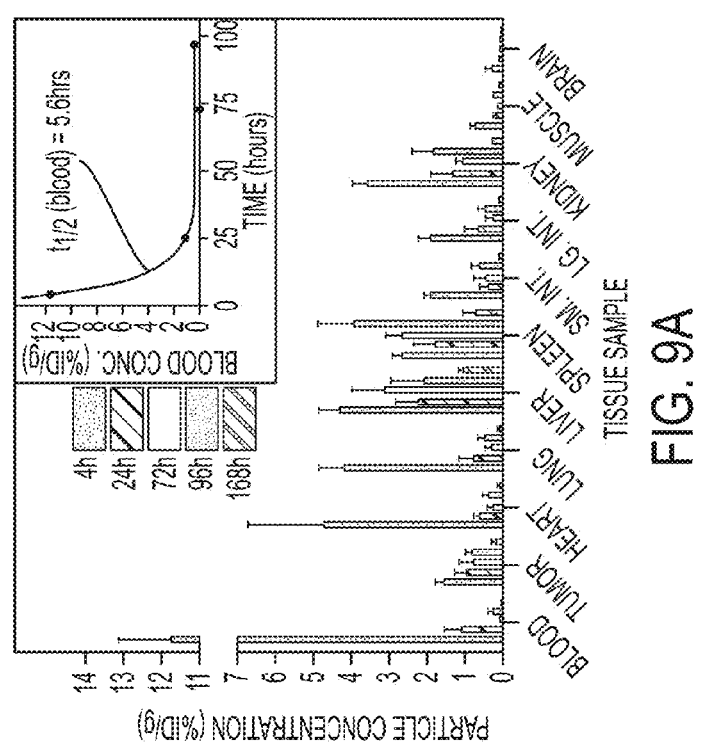 14
13
12
11
7
6
5
4
3
2
1
0
PARTICLE CONCENTRATION (%ID/g)
4h
24h
72h
96h
168h
12
10
8
6
4
2
0
BLOOD CONC. (%ID/g)
t1/2 (blood) = 5.6hrs
0
25
50
75
100
TIME (hours)
BLOOD
TUMOR
HEART
LUNG
LIVER
SPLEEN
SM. INT.
LG. INT.
KIDNEY
MUSCLE
BRAIN
TISSUE SAMPLE
FIG. 9A